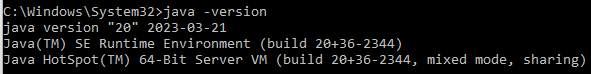 C:\Windows\System32>java -version
java version "20" 2023-03-21
Java(TM) SE Runtime Environment (build 20+36-2344)
Java HotSpot(TM) 64-Bit Server VM (build 20+36-2344, mixed mode, sharing)